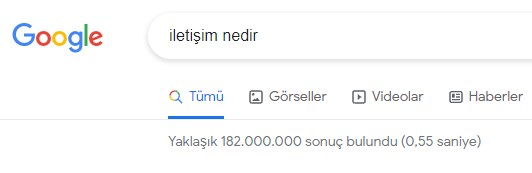 Google
iletişim nedir
Tümü Görseller Videolar Haberler
Yaklaşık 182.000.000 sonuç bulundu (0,55 saniye)